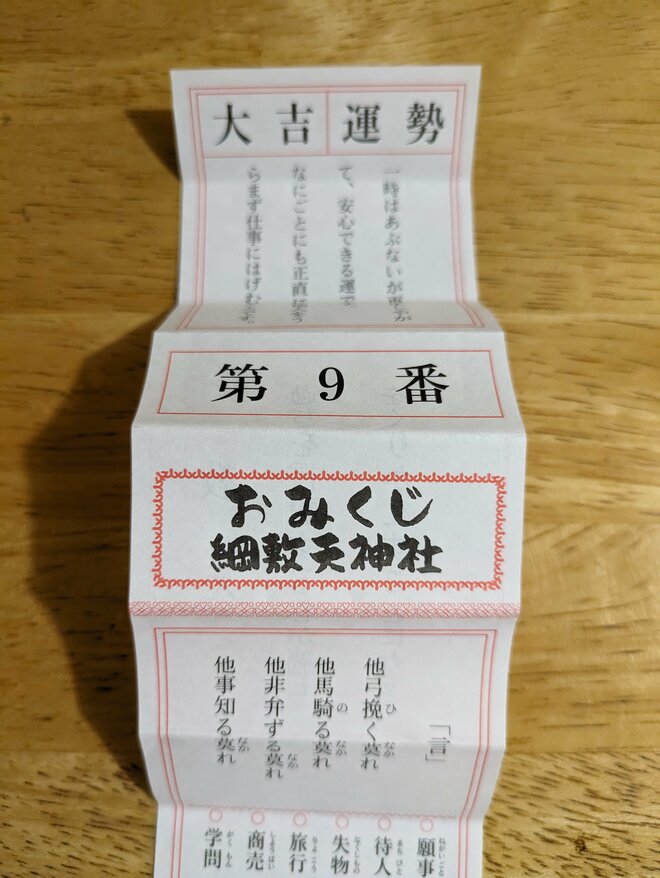 大吉 運勢
一時はあぶないが
て、安心できる運で
なにごとにも正直に
らまず仕事にはげむ
第9番
おみくじ
綱敷天神社
「言」
他弓挽く莫れ
他馬騎る莫れ
他非弁ずる莫れ
他事知る莫れ
○願事
○待人
○失物
○旅行
○商売
○学問